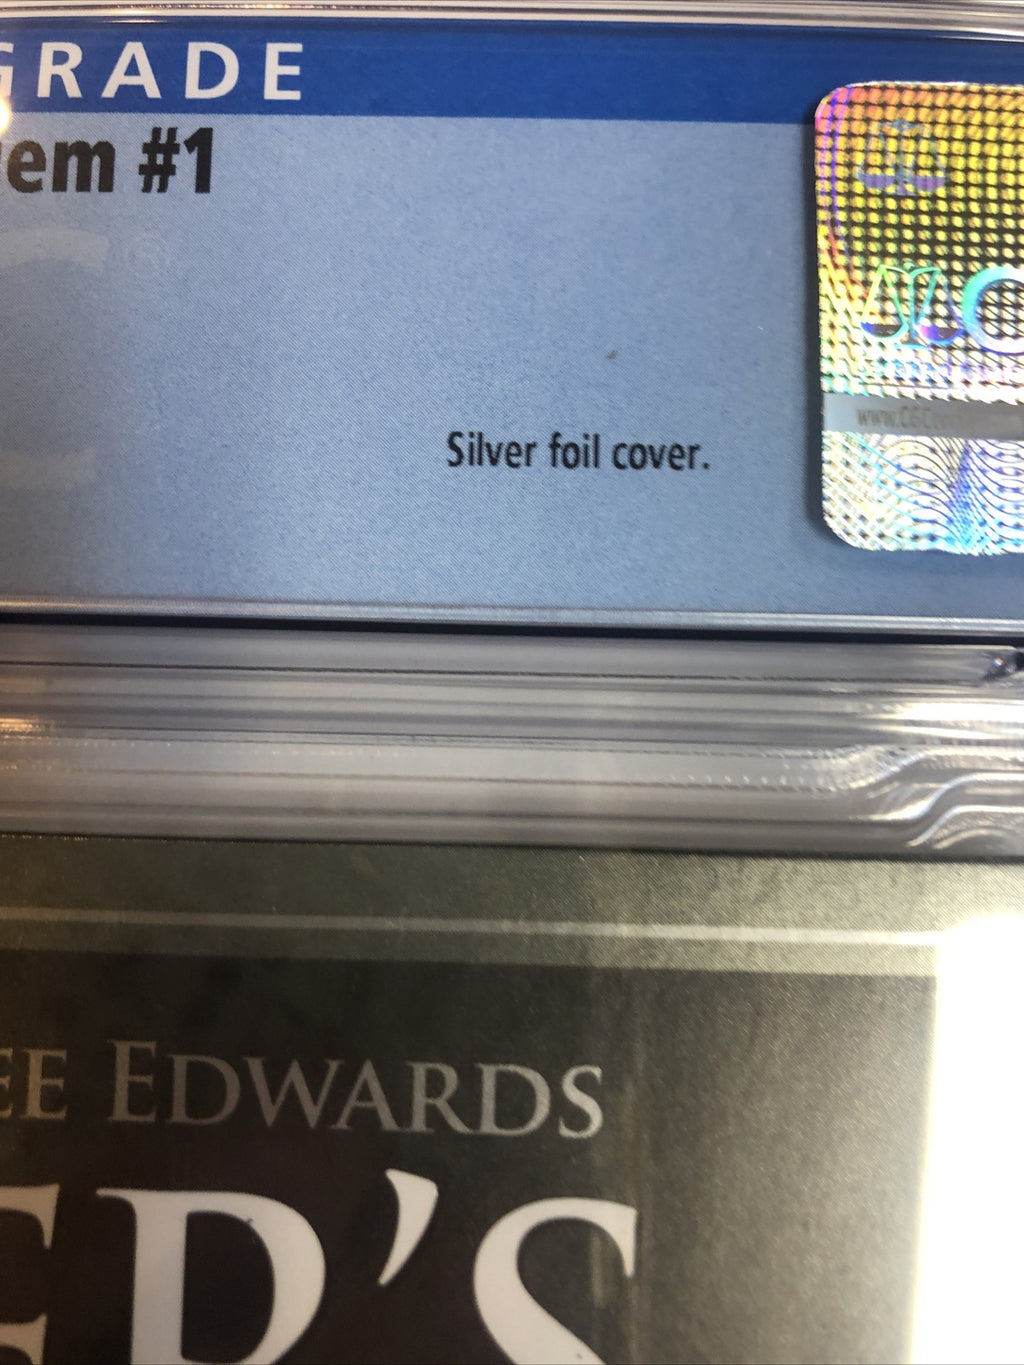 GRADE
em #1
Silver foil cover.
EE EDWARDS
ER'S